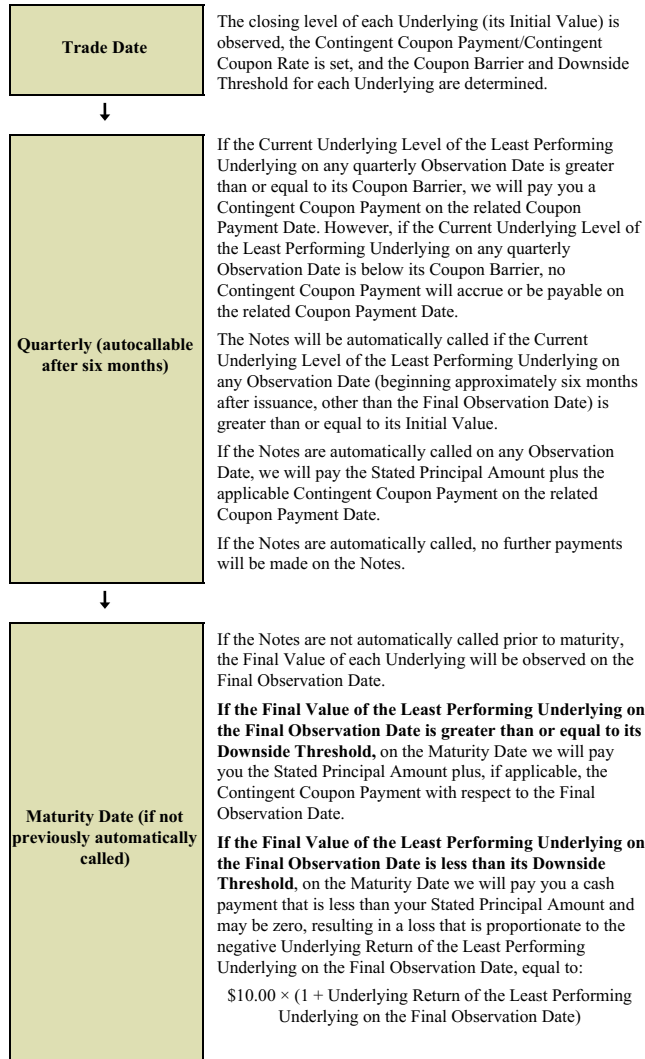 Trade Date
The closing level of each Underlying (its Initial Value) is
observed, the Contingent Coupon Payment/Contingent
Coupon Rate is set, and the Coupon Barrier and Downside
Threshold for each Underlying are determined.
↓
Quarterly (autocallable
after six months)
If the Current Underlying Level of the Least Performing
Underlying on any quarterly Observation Date is greater
than or equal to its Coupon Barrier, we will pay you a
Contingent Coupon Payment on the related Coupon
Payment Date. However, if the Current Underlying Level of
the Least Performing Underlying on any quarterly
Observation Date is below its Coupon Barrier, no
Contingent Coupon Payment will accrue or be payable on
the related Coupon Payment Date.
The Notes will be automatically called if the Current
Underlying Level of the Least Performing Underlying on
any Observation Date (beginning approximately six months
after issuance, other than the Final Observation Date) is
greater than or equal to its Initial Value.
If the Notes are automatically called on any Observation
Date, we will pay the Stated Principal Amount plus the
applicable Contingent Coupon Payment on the related
Coupon Payment Date.
If the Notes are automatically called, no further payments
will be made on the Notes.
↓
Maturity Date (if not
previously automatically
called)
If the Notes are not automatically called prior to maturity,
the Final Value of each Underlying will be observed on the
Final Observation Date.
If the Final Value of the Least Performing Underlying on
the Final Observation Date is greater than or equal to its
Downside Threshold, on the Maturity Date we will pay
you the Stated Principal Amount plus, if applicable, the
Contingent Coupon Payment with respect to the Final
Observation Date.
If the Final Value of the Least Performing Underlying on
the Final Observation Date is less than its Downside
Threshold, on the Maturity Date we will pay you a cash
payment that is less than your Stated Principal Amount and
may be zero, resulting in a loss that is proportionate to the
negative Underlying Return of the Least Performing
Underlying on the Final Observation Date, equal to:
$10.00 × (1 + Underlying Return of the Least Performing
Underlying on the Final Observation Date)